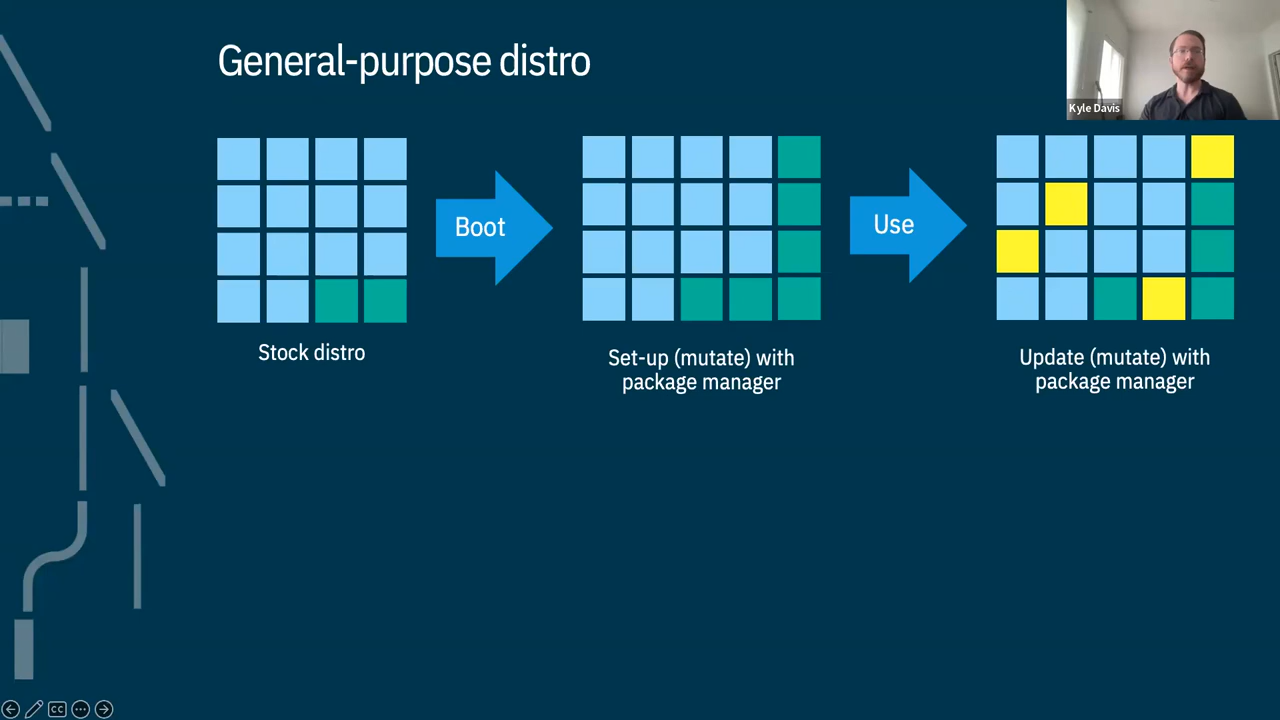 General-purpose distro
Kyle Davis
Boot
Use
Stock distro
Set-up (mutate) with
package manager
Update (mutate) with
package manager
CC